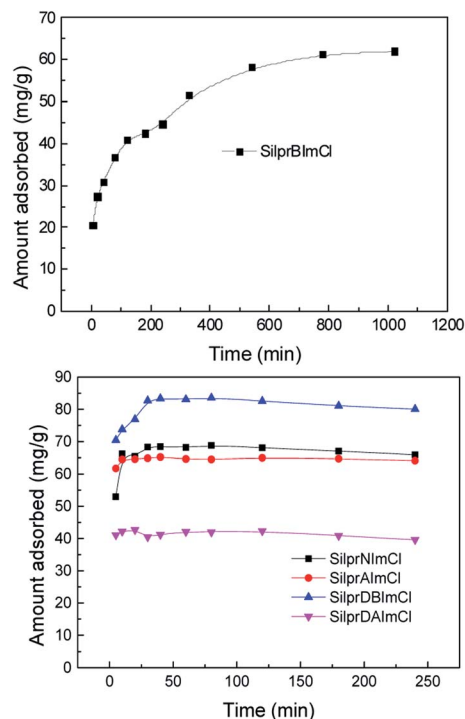 70
60
50
40
30
20
10
0
0 200 400 600 800 1000 1200
Amount adsorbed (mg/g)
SilprBImCl
Time (min)
90
80
70
60
50
40
30
20
10
0
0 50 100 150 200 250
Amount adsorbed (mg/g)
SilprNImCl
SilprAImCl
SilprDBImCl
SilprDAImCl
Time (min)